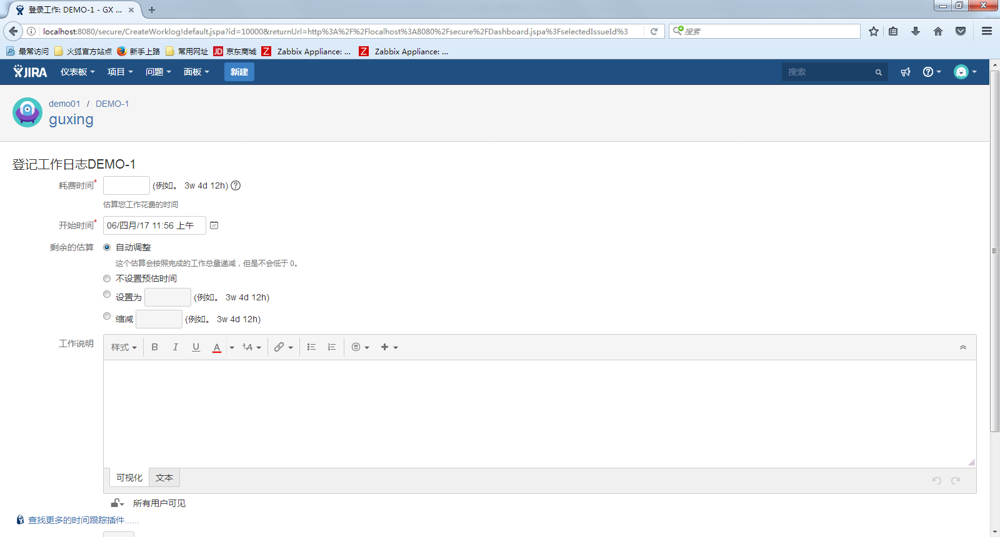 登录工作: DEMO-1 - GX ...
localhost:8080/secure/CreateWorklog!default.jspa?id=10000&returnUrl=http%3A%2F%2Flocalhost%3A8080%2Fsecure%2FDashboard.jspa%3FselectedIssueId%3
搜索
最常访问 火狐官方站点 新手上路 常用网址 JD 京东商城 Z Zabbix Appliance: ... Z Zabbix Appliance: ...
JIRA 仪表板 项目 问题 面板 新建 搜索
demo01 / DEMO-1
guxing
登记工作日志DEMO-1
耗费时间* (例如。 3w 4d 12h)
估算您工作花费的时间
开始时间* 06/四月/17 11:56 上午
剩余的估算 自动调整
这个估算会按照完成的工作总量递减，但是不会低于 0。
不设置预估时间
设置为 (例如。 3w 4d 12h)
缩减 (例如。 3w 4d 12h)
工作说明 样式 B I U A ªA
可视化 文本
所有用户可见
查找更多的时间跟踪插件......